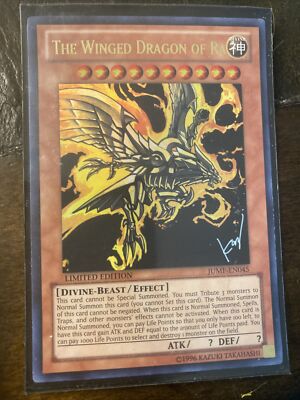 THE WINGED DRAGON OF RA
神
LIMITED EDITION
JUMP-EN045
[DIVINE-BEAST / EFFECT]
This card cannot be Special Summoned. You must Tribute 3 monsters to
Normal Summon this card (you cannot Set this card). The Normal Summon
of this card cannot be negated. When this card is Normal Summoned, Spells,
Traps, and other monsters' effects cannot be activated. When this card is
Normal Summoned, you can pay Life Points so that you only have 100 left, to
have this card gain ATK and DEF equal to the amount of Life Points paid. You
can pay 1000 Life Points to select and destroy 1 monster on the field.
ATK/ ? DEF/ ?
©1996 KAZUKI TAKAHASHI